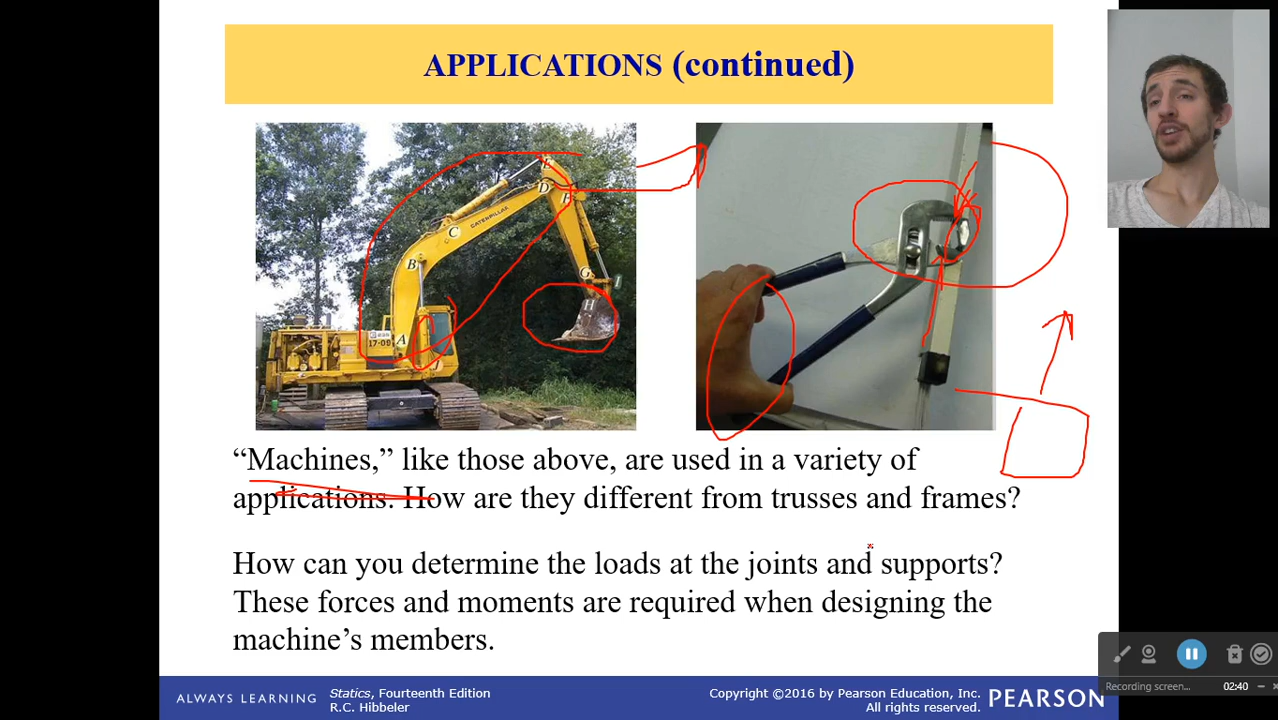 APPLICATIONS (continued)
E
D
F
CATERPILLAR
C
B
G
A
17-09
“Machines,” like those above, are used in a variety of
applications. How are they different from trusses and frames?
How can you determine the loads at the joints and supports?
These forces and moments are required when designing the
machine’s members.
ALWAYS LEARNING
Statics, Fourteenth Edition
R.C. Hibbeler
Copyright ©2016 by Pearson Education, Inc.
All rights reserved.
PEARSON
Recording screen...
02:40